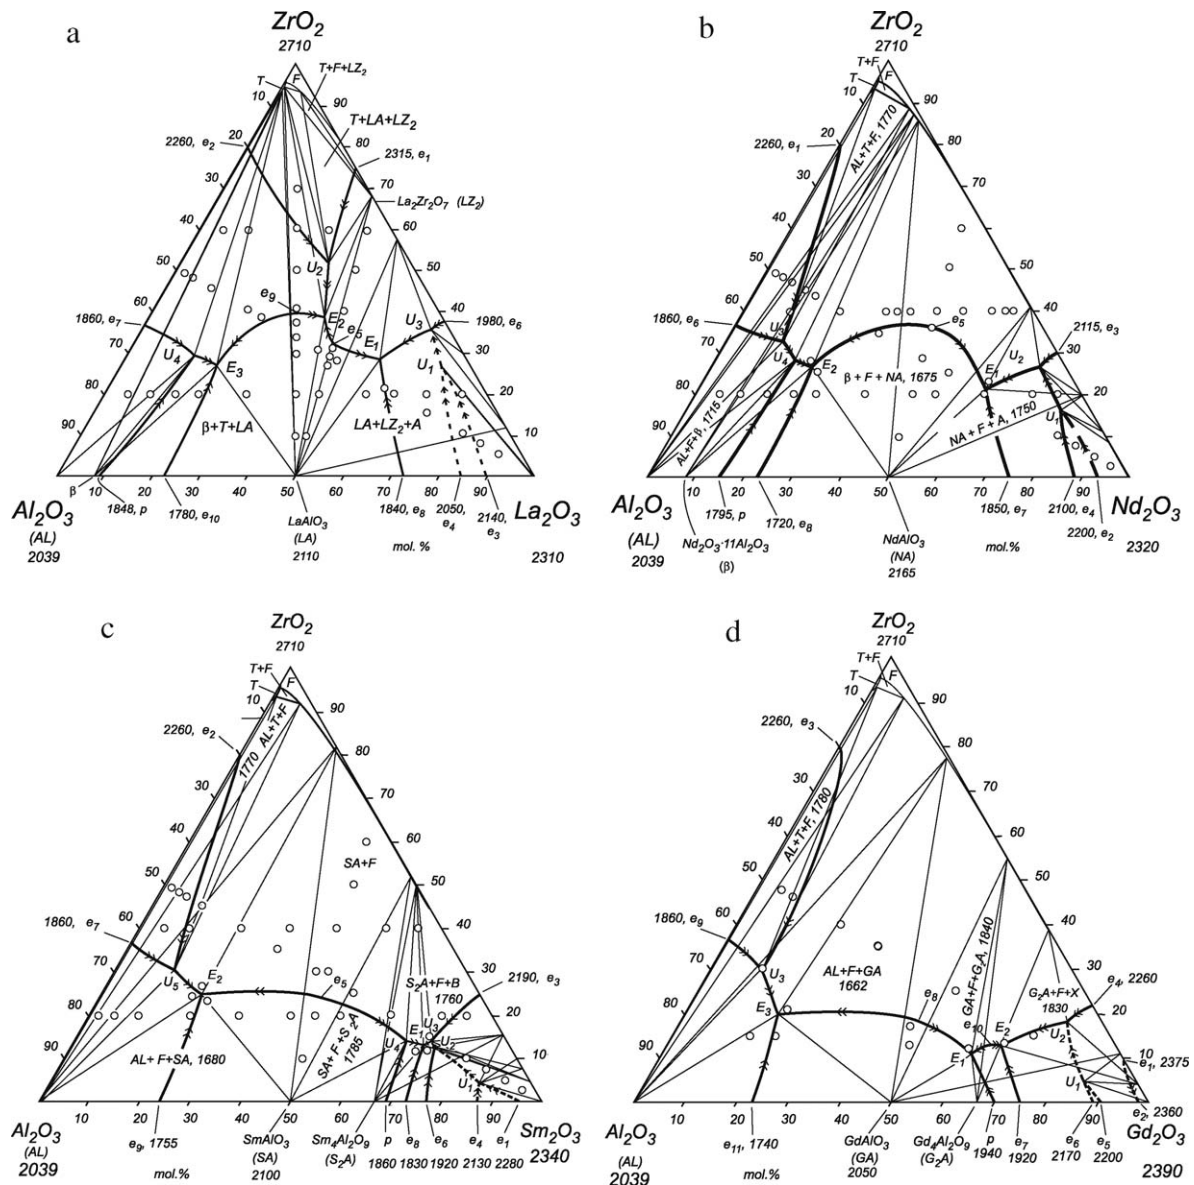 a
ZrO2
2710
T+F+LZ2
T
F
10
90
T+LA+LZ2
20
80
2260, e2
2315, e1
30
70
La2Zr2O7 (LZ2)
40
60
50
U2
50
60
e9
40
1860, e7
E2
e5
U3
1980, e6
70
E1
30
U4
E3
U1
80
20
β+T+LA
LA+LZ2+A
90
10
β
10
20
30
40
50
60
70
80
90
Al2O3
1848, p
1780, e10
LaAlO3
1840, e8
2050, e4
2140, e3
La2O3
(AL)
(LA)
mol. %
2039
2110
2310
b
ZrO2
2710
T+F
T
F
10
90
AL+T+F, 1770
20
80
2260, e1
30
70
40
60
50
50
60
40
1860, e6
e5
2115, e3
70
U3
U2
30
U4
E2
E1
80
β + F + NA, 1675
20
AL+F+β, 1715
NA + F + A, 1750
U1
90
10
10
20
30
40
50
60
70
80
90
Al2O3
1795, p
1720, e8
1850, e7
2100, e4
Nd2O3
2200, e2
(AL)
Nd2O3·11Al2O3
NdAlO3
mol.%
2320
2039
(β)
(NA)
2165
c
ZrO2
2710
T+F
T
F
10
90
1770 AL+T+F
2260, e2
80
30
70
40
60
50
SA+F
50
60
40
1860, e7
70
30
2190, e3
U5
E2
e5
S2A+F+B
1760
80
20
U3
AL+ F+SA, 1680
SA+ F +S2A
1785
U4
E1
U2
90
10
U1
10
20
30
40
50
60
70
80
90
Al2O3
SmAlO3
Sm4Al2O9
p
e8
e6
e4
e1
Sm2O3
(AL)
e9, 1755
(SA)
(S2A)
1860
1830
1920
2130
2280
2340
2039
mol.%
2100
d
ZrO2
2710
T+F
T
F
10
90
2260, e3
80
30
70
AL+T+F, 1780
40
60
50
50
60
40
1860, e9
GA+F+G2A, 1840
70
30
U3
AL+F+GA
1662
e4, 2260
G2A+F+X
1830
80
E3
e8
20
e10
E2
U2
90
E1
10
e1, 2375
U1
10
20
30
40
50
60
70
80
90
e2, 2360
Al2O3
GdAlO3
Gd4Al2O9
p
e7
e6
e5
Gd2O3
e11, 1740
(GA)
(G2A)
1940
1920
2170
2200
(AL)
mol.%
2050
2390
2039